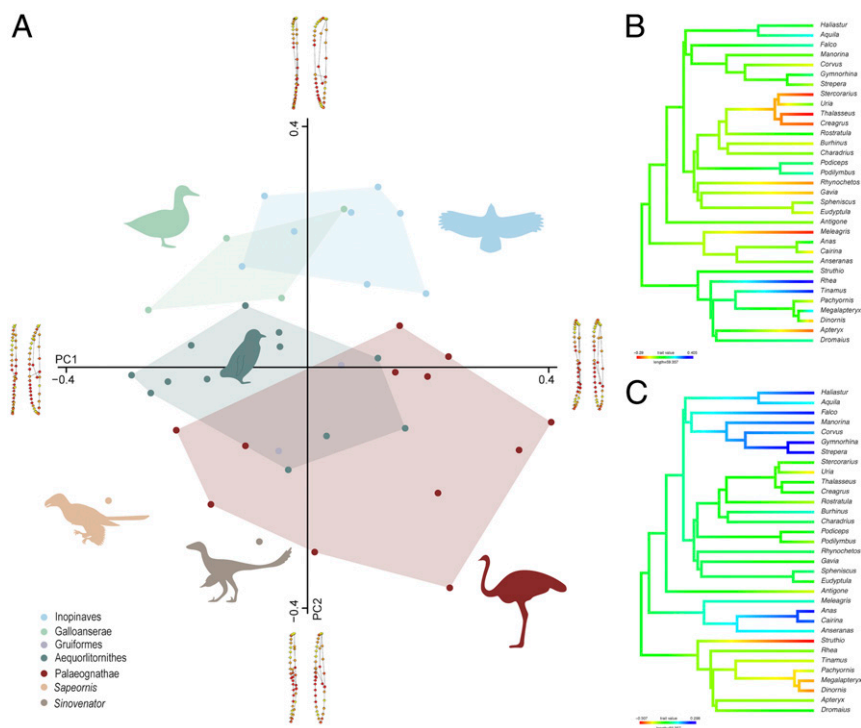 A
0.4
PC1
−0.4
0.4
−0.4
PC2
Inopinaves
Galloanserae
Gruiformes
Aequorlitornithes
Palaeognathae
Sapeornis
Sinovenator
B
Haliastur
Aquila
Falco
Manorina
Corvus
Gymnorhina
Strepera
Stercorarius
Uria
Thalasseus
Creagrus
Rostratula
Burhinus
Charadrius
Podiceps
Podilymbus
Rhynochetos
Gavia
Spheniscus
Eudyptula
Antigone
Meleagris
Anas
Cairina
Anseranas
Struthio
Rhea
Tinamus
Pachyornis
Megalapteryx
Dinornis
Apteryx
Dromaius
trait value
C
Haliastur
Aquila
Falco
Manorina
Corvus
Gymnorhina
Strepera
Stercorarius
Uria
Thalasseus
Creagrus
Rostratula
Burhinus
Charadrius
Podiceps
Podilymbus
Rhynochetos
Gavia
Spheniscus
Eudyptula
Antigone
Meleagris
Anas
Cairina
Anseranas
Struthio
Rhea
Tinamus
Pachyornis
Megalapteryx
Dinornis
Apteryx
Dromaius
trait value